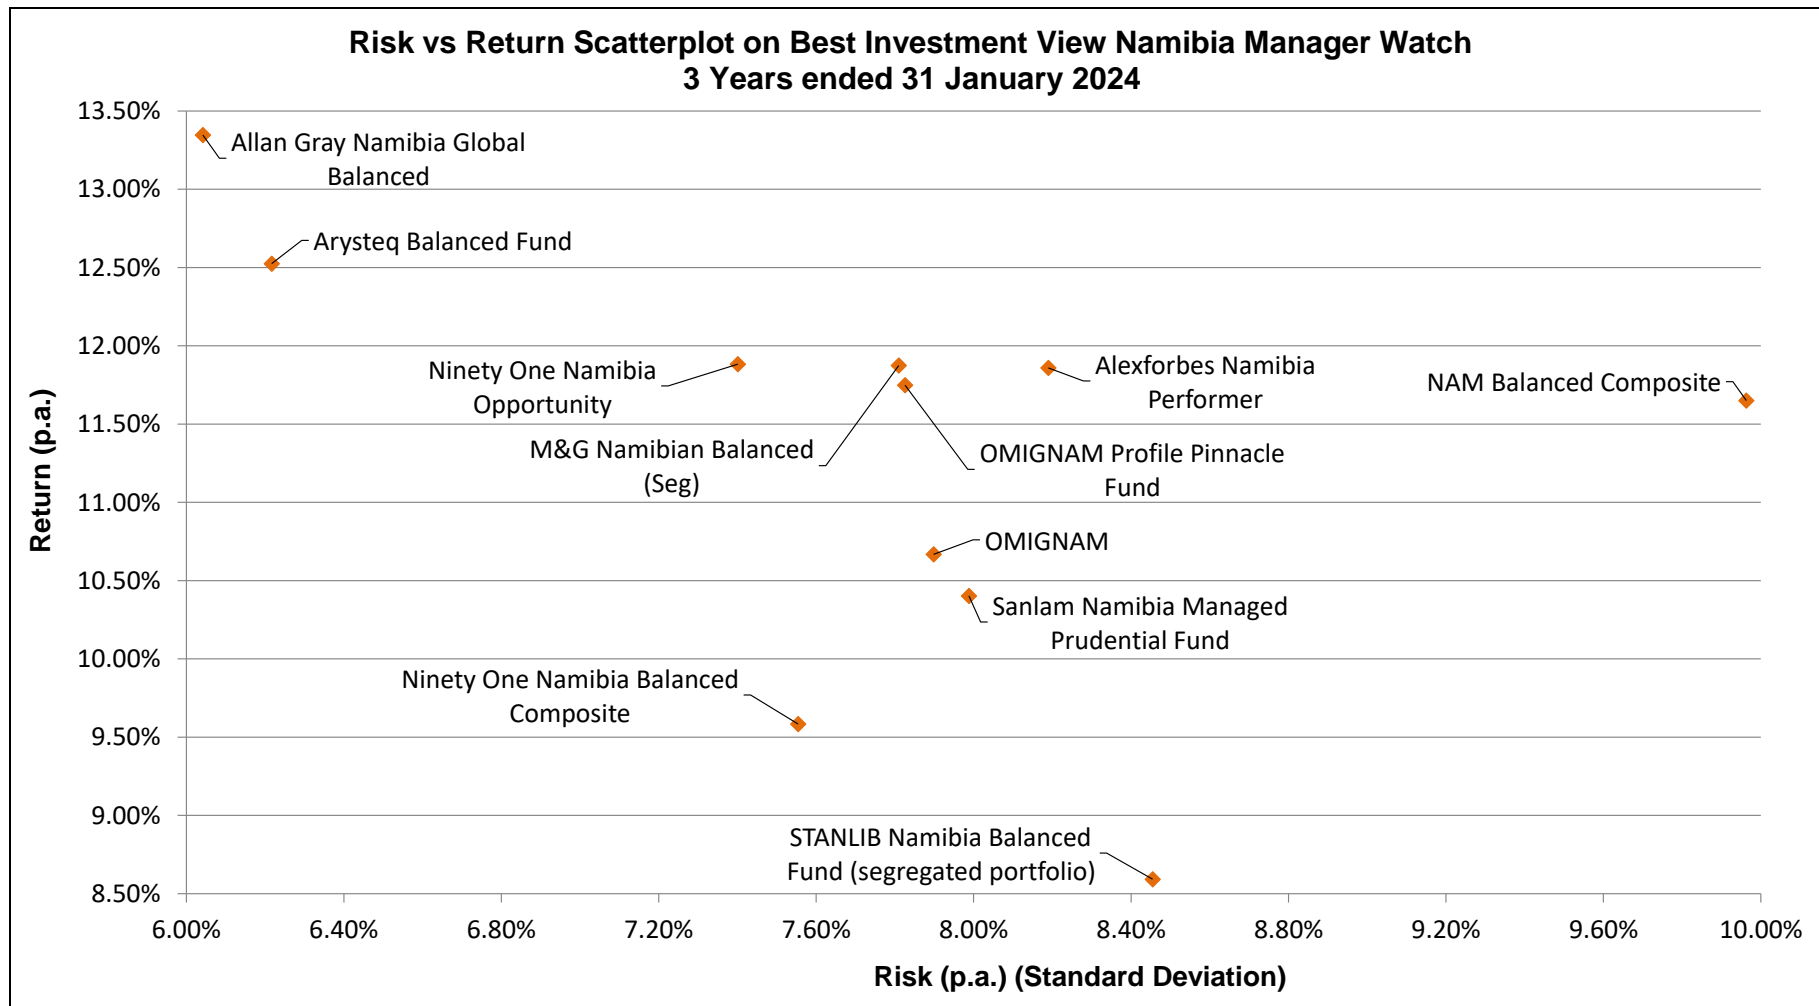 Risk vs Return Scatterplot on Best Investment View Namibia Manager Watch
3 Years ended 31 January 2024
13.50%
13.00%
12.50%
12.00%
11.50%
11.00%
10.50%
10.00%
9.50%
9.00%
8.50%
Return (p.a.)
Allan Gray Namibia Global
Balanced
Arysteq Balanced Fund
Ninety One Namibia
Opportunity
M&G Namibian Balanced
(Seg)
OMIGNAM Profile Pinnacle
Fund
Alexforbes Namibia
Performer
NAM Balanced Composite
OMIGNAM
Sanlam Namibia Managed
Prudential Fund
Ninety One Namibia Balanced
Composite
STANLIB Namibia Balanced
Fund (segregated portfolio)
6.00%
6.40%
6.80%
7.20%
7.60%
8.00%
8.40%
8.80%
9.20%
9.60%
10.00%
Risk (p.a.) (Standard Deviation)